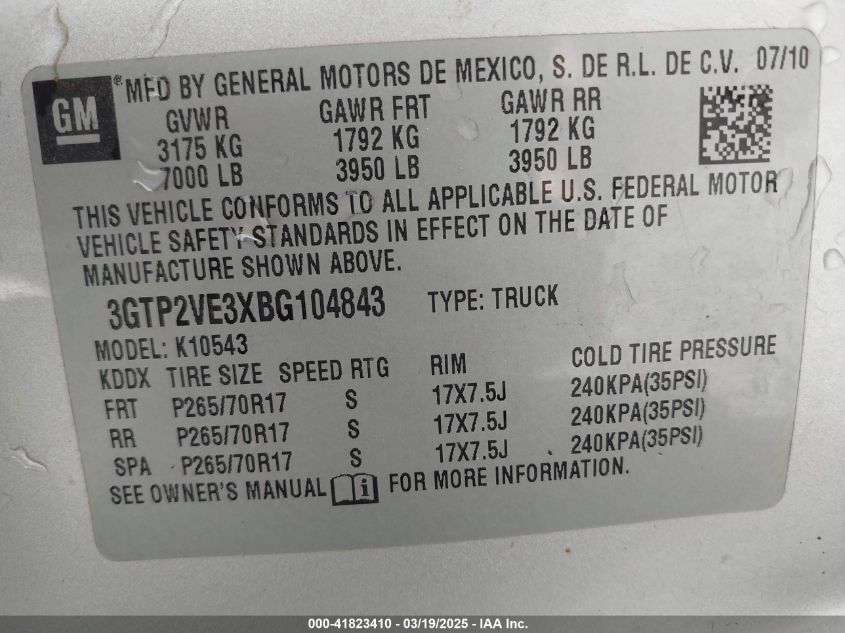 GM ® MFD BY GENERAL MOTORS DE MEXICO, S. DE R.L. DE C.V. 07/10
GVWR GAWR FRT GAWR RR
3175 KG 1792 KG 1792 KG
7000 LB 3950 LB 3950 LB
THIS VEHICLE CONFORMS TO ALL APPLICABLE U.S. FEDERAL MOTOR
VEHICLE SAFETY STANDARDS IN EFFECT ON THE DATE OF
MANUFACTURE SHOWN ABOVE.
3GTP2VE3XBG104843 TYPE: TRUCK
MODEL: K10543
KDDX TIRE SIZE SPEED RTG RIM COLD TIRE PRESSURE
FRT P265/70R17 S 17X7.5J 240KPA(35PSI)
RR P265/70R17 S 17X7.5J 240KPA(35PSI)
SPA P265/70R17 S 17X7.5J 240KPA(35PSI)
SEE OWNER'S MANUAL i FOR MORE INFORMATION.
000-41823410 - 03/19/2025 - IAA Inc.